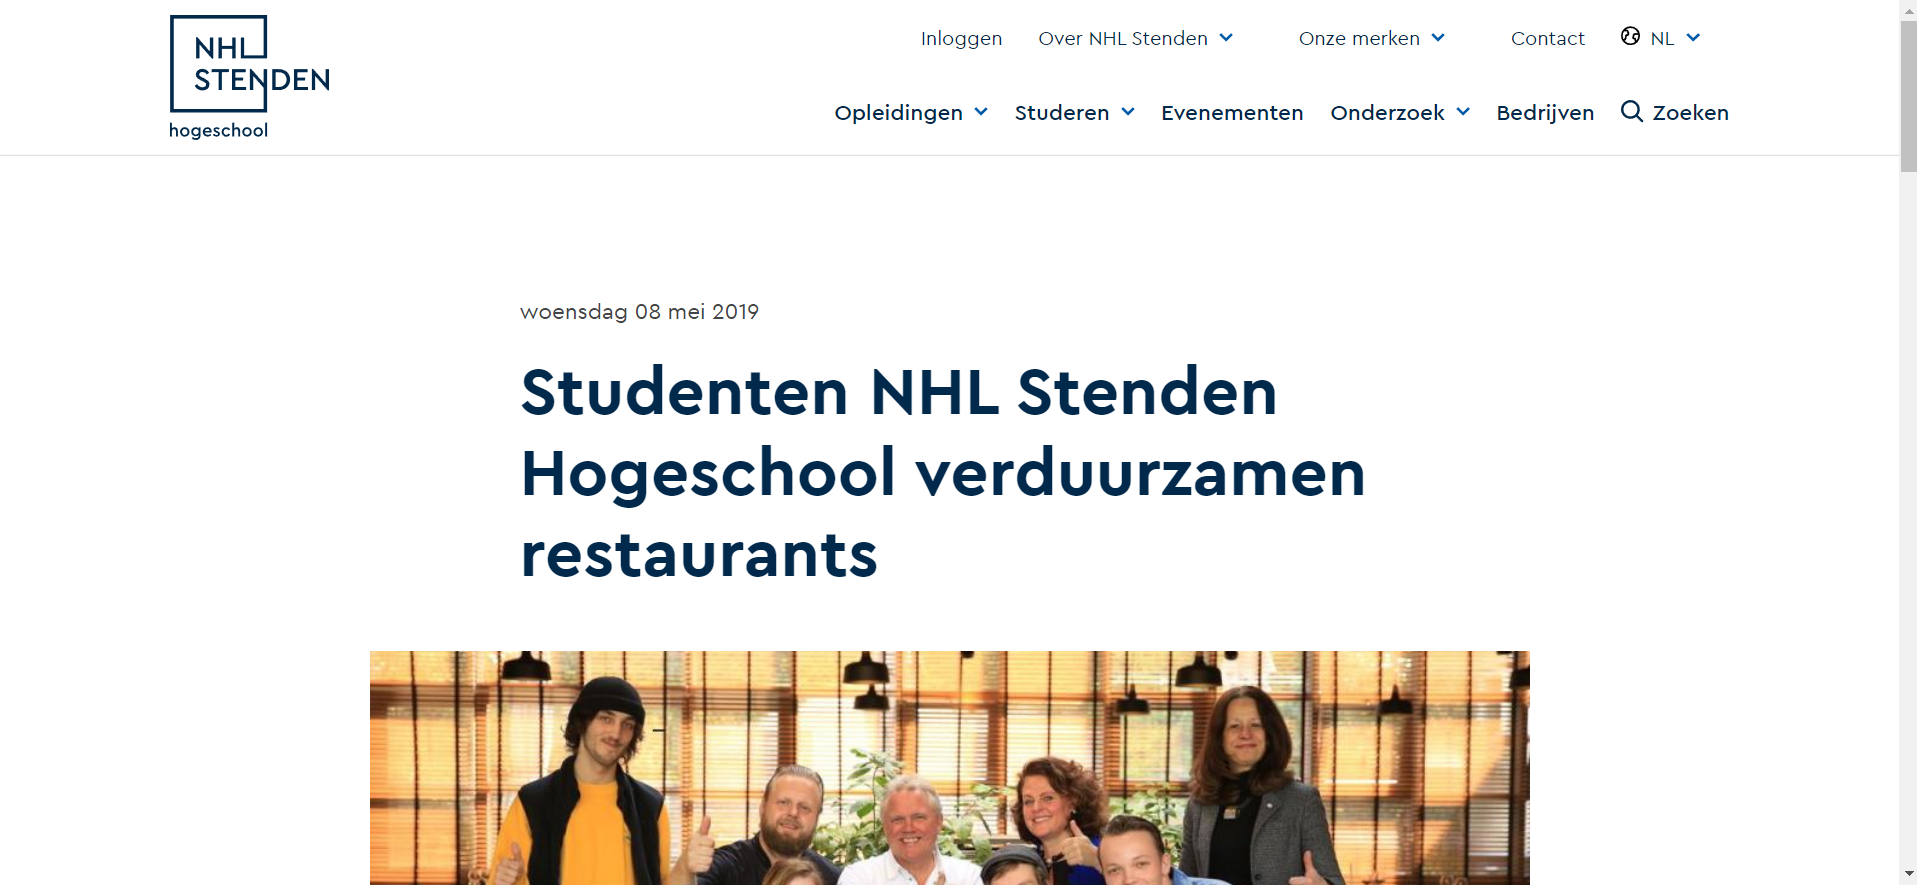 NHL
STENDEN
hogeschool
Inloggen Over NHL Stenden Onze merken Contact NL
Opleidingen Studeren Evenementen Onderzoek Bedrijven Zoeken
woensdag 08 mei 2019
Studenten NHL Stenden
Hogeschool verduurzamen
restaurants